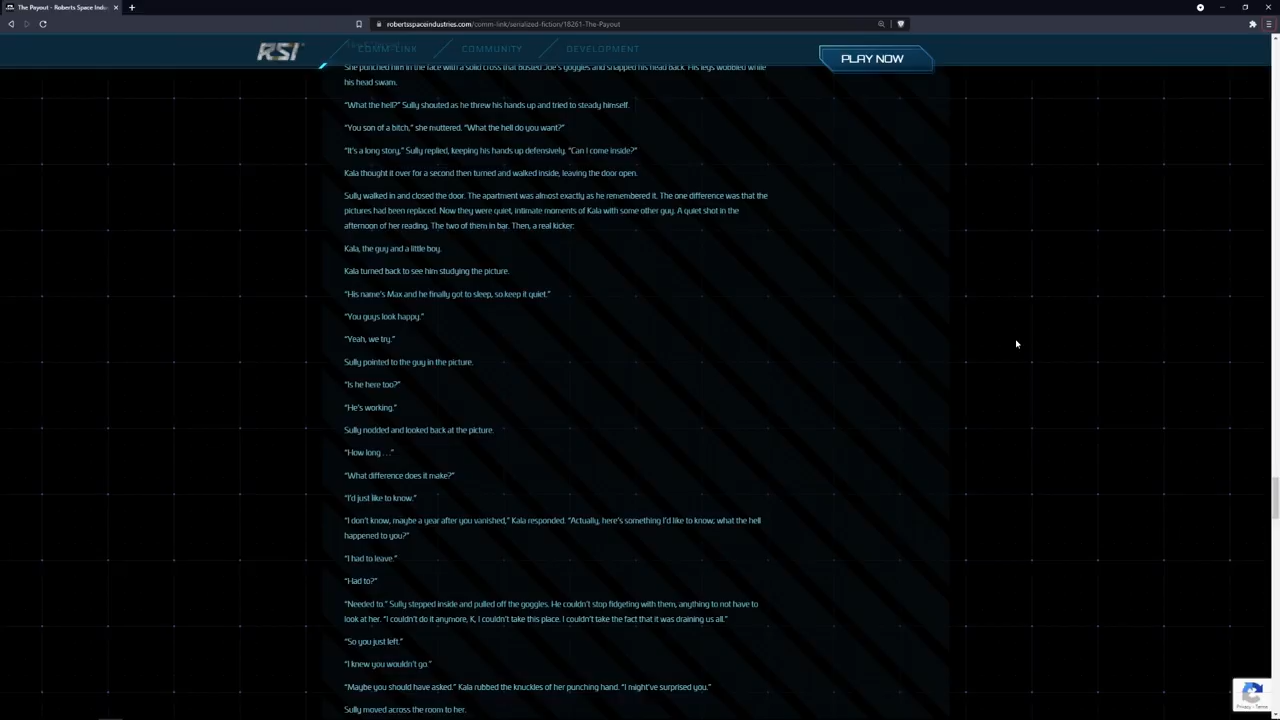 The Payout - Roberts Space Indust
robertsspaceindustries.com/comm-link/serialized-fiction/18261-The-Payout
RSI
COMM-LINK
COMMUNITY
DEVELOPMENT
PLAY NOW
She punched him in the face with a solid cross that busted Joe's goggles and snapped his head back. His legs wobbled while
his head swam.
“What the hell?” Sully shouted as he threw his hands up and tried to steady himself.
“You son of a bitch,” she muttered. “What the hell do you want?”
“It’s a long story,” Sully replied, keeping his hands up defensively. “Can I come inside?”
Kala thought it over for a second then turned and walked inside, leaving the door open.
Sully walked in and closed the door. The apartment was almost exactly as he remembered it. The one difference was that the
pictures had been replaced. Now they were quiet, intimate moments of Kala with some other guy. A quiet shot in the
afternoon of her reading. The two of them in bar. Then, a real kicker:
Kala, the guy and a little boy.
Kala turned back to see him studying the picture.
“His name’s Max and he finally got to sleep, so keep it quiet.”
“You guys look happy.”
“Yeah, we try.”
Sully pointed to the guy in the picture.
“Is he here too?”
“He’s working.”
Sully nodded and looked back at the picture.
“How long . . .”
“What difference does it make?”
“I’d just like to know.”
“I don’t know, maybe a year after you vanished,” Kala responded. “Actually, here’s something I’d like to know; what the hell
happened to you?”
“I had to leave.”
“Had to?”
“Needed to.” Sully stepped inside and pulled off the goggles. He couldn’t stop fidgeting with them, anything to not have to
look at her. “I couldn’t do it anymore, K, I couldn’t take this place. I couldn’t take the fact that it was draining us all.”
“So you just left.”
“I knew you wouldn’t go.”
“Maybe you should have asked.” Kala rubbed the knuckles of her punching hand. “I might’ve surprised you.”
Sully moved across the room to her.
Privacy - Terms